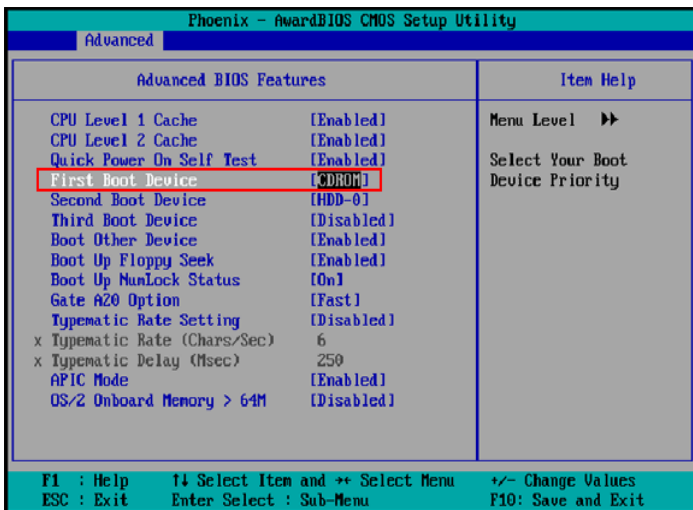 Phoenix - AwardBIOS CMOS Setup Utility
Advanced
Advanced BIOS Features
Item Help
CPU Level 1 Cache [Enabled]
CPU Level 2 Cache [Enabled]
Quick Power On Self Test [Enabled]
First Boot Device [CDROM]
Second Boot Device [HDD-0]
Third Boot Device [Disabled]
Boot Other Device [Enabled]
Boot Up Floppy Seek [Enabled]
Boot Up NumLock Status [On]
Gate A20 Option [Fast]
Typematic Rate Setting [Disabled]
x Typematic Rate (Chars/Sec) 6
x Typematic Delay (Msec) 250
APIC Mode [Enabled]
OS/2 Onboard Memory > 64M [Disabled]
Menu Level ▶▶
Select Your Boot
Device Priority
F1 : Help ↑↓ Select Item and →← Select Menu +/- Change Values
ESC : Exit Enter Select : Sub-Menu F10: Save and Exit